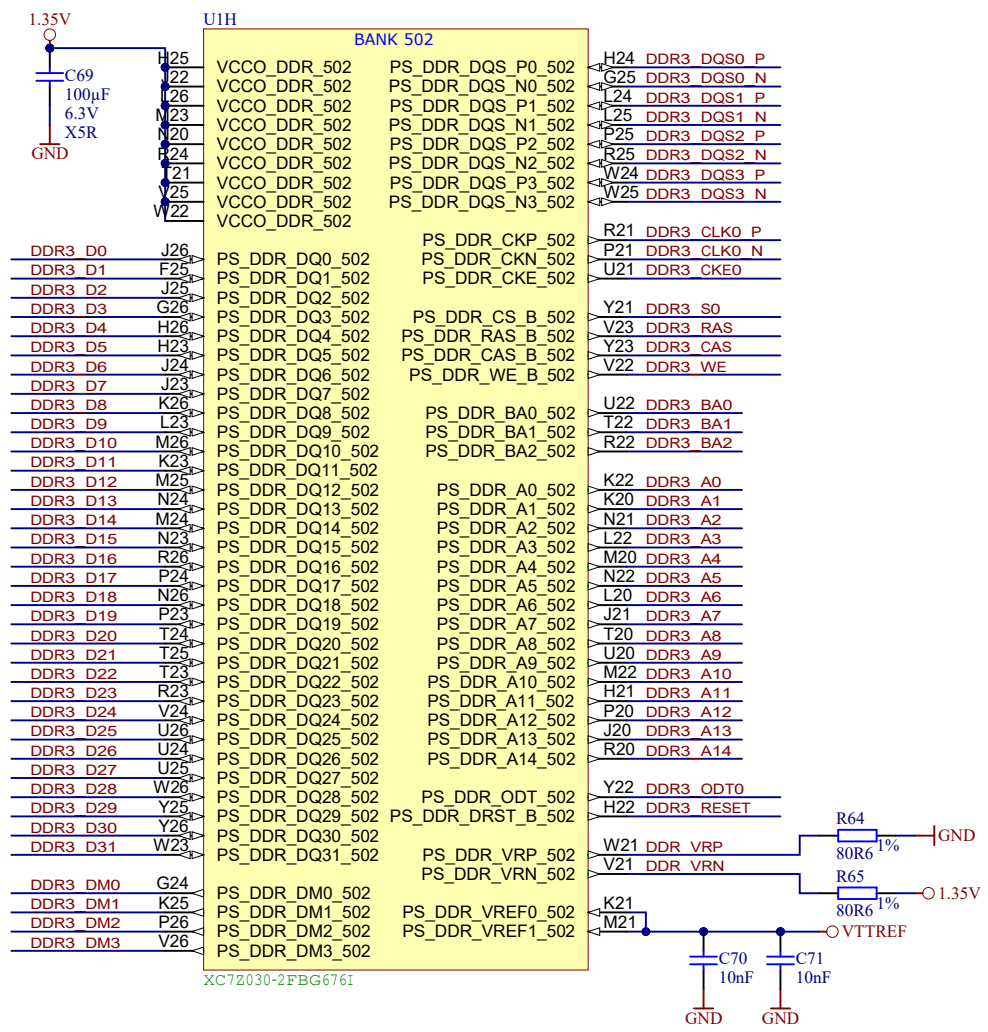 1.35V
U1H
BANK 502
C69
100µF
6.3V
X5R
GND
H25 VCCO_DDR_502 PS_DDR_DQS_P0_502 H24 DDR3_DQS0_P
VCCO_DDR_502 PS_DDR_DQS_N0_502 G25 DDR3_DQS0_N
VCCO_DDR_502 PS_DDR_DQS_P1_502 L24 DDR3_DQS1_P
M23 VCCO_DDR_502 PS_DDR_DQS_N1_502 L25 DDR3_DQS1_N
N20 VCCO_DDR_502 PS_DDR_DQS_P2_502 P25 DDR3_DQS2_P
VCCO_DDR_502 PS_DDR_DQS_N2_502 R25 DDR3_DQS2_N
VCCO_DDR_502 PS_DDR_DQS_P3_502 W24 DDR3_DQS3_P
V25 VCCO_DDR_502 PS_DDR_DQS_N3_502 W25 DDR3_DQS3_N
W22 VCCO_DDR_502
PS_DDR_CKP_502 R21 DDR3_CLK0_P
DDR3_D0 J26 PS_DDR_DQ0_502 PS_DDR_CKN_502 P21 DDR3_CLK0_N
DDR3_D1 F25 PS_DDR_DQ1_502 PS_DDR_CKE_502 U21 DDR3_CKE0
DDR3_D2 J25 PS_DDR_DQ2_502
DDR3_D3 G26 PS_DDR_DQ3_502 PS_DDR_CS_B_502 Y21 DDR3_S0
DDR3_D4 H26 PS_DDR_DQ4_502 PS_DDR_RAS_B_502 V23 DDR3_RAS
DDR3_D5 H23 PS_DDR_DQ5_502 PS_DDR_CAS_B_502 Y23 DDR3_CAS
DDR3_D6 J24 PS_DDR_DQ6_502 PS_DDR_WE_B_502 V22 DDR3_WE
DDR3_D7 J23 PS_DDR_DQ7_502
DDR3_D8 K26 PS_DDR_DQ8_502 PS_DDR_BA0_502 U22 DDR3_BA0
DDR3_D9 L23 PS_DDR_DQ9_502 PS_DDR_BA1_502 T22 DDR3_BA1
DDR3_D10 M26 PS_DDR_DQ10_502 PS_DDR_BA2_502 R22 DDR3_BA2
DDR3_D11 K23 PS_DDR_DQ11_502
DDR3_D12 M25 PS_DDR_DQ12_502 PS_DDR_A0_502 K22 DDR3_A0
DDR3_D13 N24 PS_DDR_DQ13_502 PS_DDR_A1_502 K20 DDR3_A1
DDR3_D14 M24 PS_DDR_DQ14_502 PS_DDR_A2_502 N21 DDR3_A2
DDR3_D15 N23 PS_DDR_DQ15_502 PS_DDR_A3_502 L22 DDR3_A3
DDR3_D16 R26 PS_DDR_DQ16_502 PS_DDR_A4_502 M20 DDR3_A4
DDR3_D17 P24 PS_DDR_DQ17_502 PS_DDR_A5_502 N22 DDR3_A5
DDR3_D18 N26 PS_DDR_DQ18_502 PS_DDR_A6_502 L20 DDR3_A6
DDR3_D19 P23 PS_DDR_DQ19_502 PS_DDR_A7_502 J21 DDR3_A7
DDR3_D20 T24 PS_DDR_DQ20_502 PS_DDR_A8_502 T20 DDR3_A8
DDR3_D21 T25 PS_DDR_DQ21_502 PS_DDR_A9_502 U20 DDR3_A9
DDR3_D22 T23 PS_DDR_DQ22_502 PS_DDR_A10_502 M22 DDR3_A10
DDR3_D23 R23 PS_DDR_DQ23_502 PS_DDR_A11_502 H21 DDR3_A11
DDR3_D24 V24 PS_DDR_DQ24_502 PS_DDR_A12_502 P20 DDR3_A12
DDR3_D25 U26 PS_DDR_DQ25_502 PS_DDR_A13_502 J20 DDR3_A13
DDR3_D26 U24 PS_DDR_DQ26_502 PS_DDR_A14_502 R20 DDR3_A14
DDR3_D27 U25 PS_DDR_DQ27_502
DDR3_D28 W26 PS_DDR_DQ28_502 PS_DDR_ODT_502 Y22 DDR3_ODT0
DDR3_D29 Y25 PS_DDR_DQ29_502 PS_DDR_DRST_B_502 H22 DDR3_RESET
DDR3_D30 Y26 PS_DDR_DQ30_502
DDR3_D31 W23 PS_DDR_DQ31_502 PS_DDR_VRP_502 W21 DDR_VRP
R64
80R6 1%
GND
PS_DDR_VRN_502 V21 DDR_VRN
R65
80R6 1%
1.35V
DDR3_DM0 G24 PS_DDR_DM0_502
DDR3_DM1 K25 PS_DDR_DM1_502 PS_DDR_VREF0_502 K21
DDR3_DM2 P26 PS_DDR_DM2_502 PS_DDR_VREF1_502 M21 VTTREF
DDR3_DM3 V26 PS_DDR_DM3_502
C70
10nF
C71
10nF
XC7Z030-2FBG676I
GND
GND